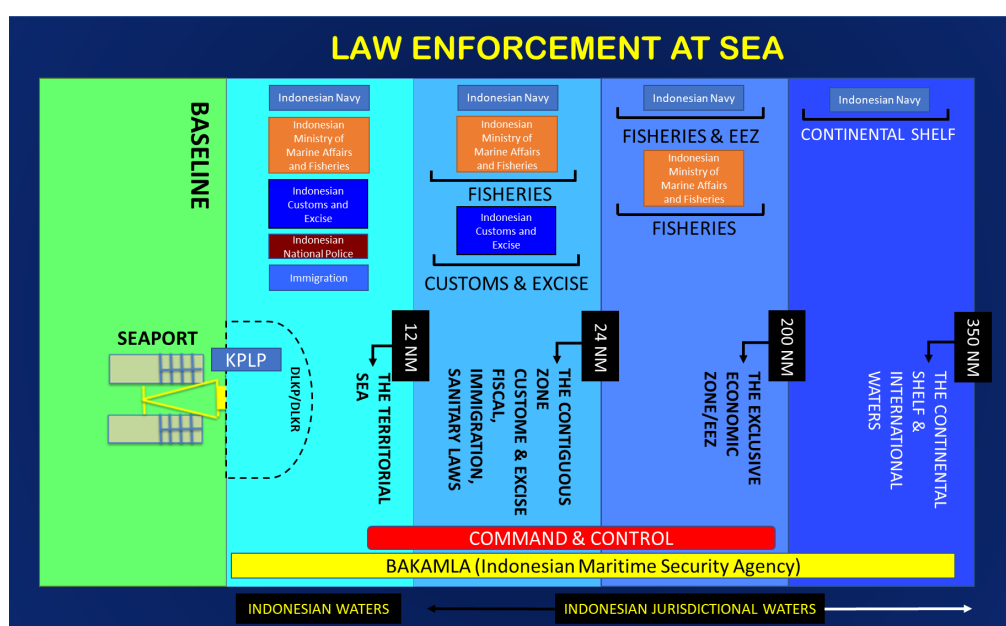 LAW ENFORCEMENT AT SEA
BASELINE
Indonesian Navy
Indonesian
Ministry of
Marine Affairs
and Fisheries
Indonesian
Customs and
Excise
Indonesian
National Police
Immigration
Indonesian Navy
Indonesian
Ministry of
Marine Affairs
and Fisheries
FISHERIES
Indonesian
Customs and
Excise
CUSTOMS & EXCISE
Indonesian Navy
FISHERIES & EEZ
Indonesian
Ministry of
Marine Affairs
and Fisheries
FISHERIES
Indonesian Navy
CONTINENTAL SHELF
SEAPORT
KPLP
DLKP/DLKR
12 NM
THE TERRITORIAL
SEA
24 NM
THE CONTIGUOUS
ZONE
CUSTOME & EXCISE
FISCAL,
IMMIGRATION,
SANITARY LAWS
200 NM
THE EXCLUSIVE
ECONOMIC
ZONE/EEZ
350 NM
THE CONTINENTAL
SHELF &
INTERNATIONAL
WATERS
COMMAND & CONTROL
BAKAMLA (Indonesian Maritime Security Agency)
INDONESIAN WATERS
INDONESIAN JURISDICTIONAL WATERS